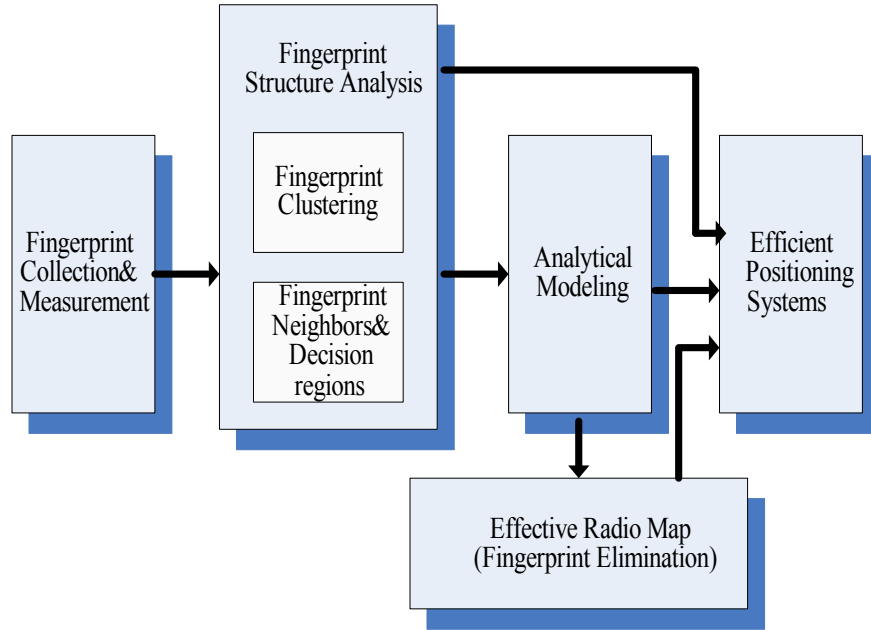 Fingerprint
Collection&
Measurement
Fingerprint
Structure Analysis
Fingerprint
Clustering
Fingerprint
Neighbors&
Decision
regions
Analytical
Modeling
Efficient
Positioning
Systems
Effective Radio Map
(Fingerprint Elimination)